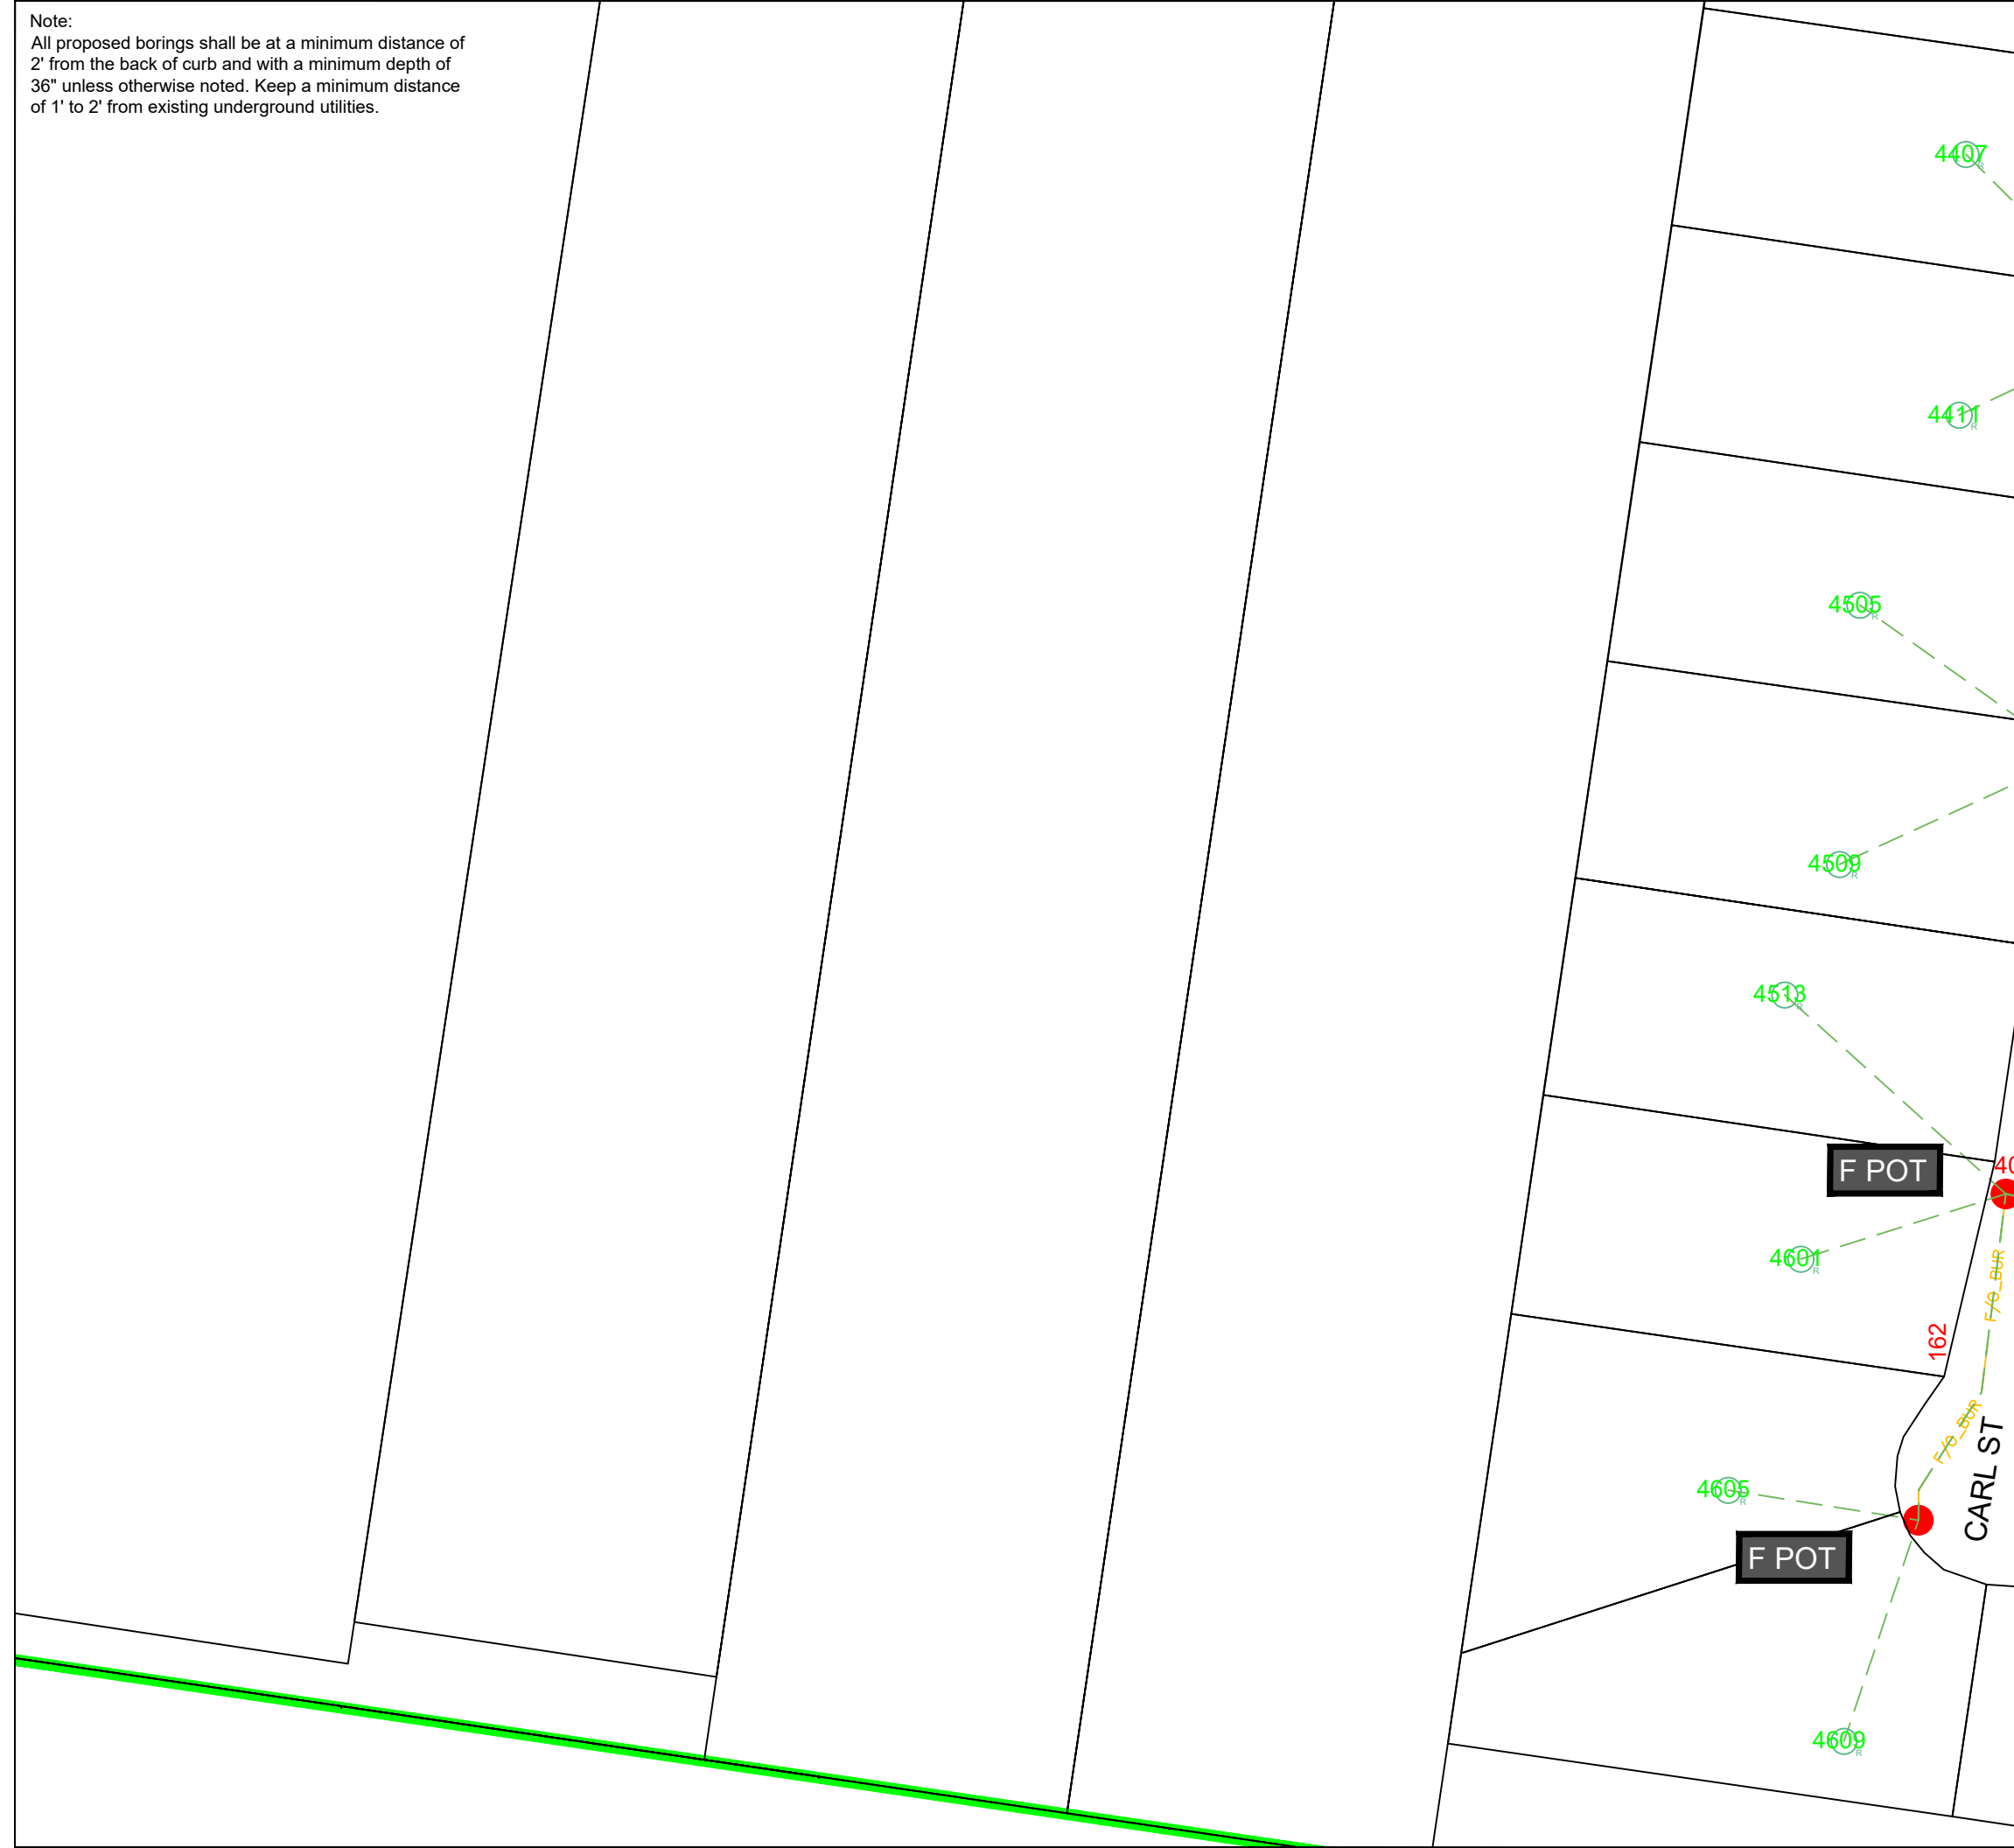 Note:
All proposed borings shall be at a minimum distance of
2' from the back of curb and with a minimum depth of
36" unless otherwise noted. Keep a minimum distance
of 1' to 2' from existing underground utilities.
4407
R
4411
R
4505
R
4509
R
4513
R
F POT
40
4601
R
F/O_BUR
162
F/O_BUR
CARL ST
4605
R
F POT
4609
R